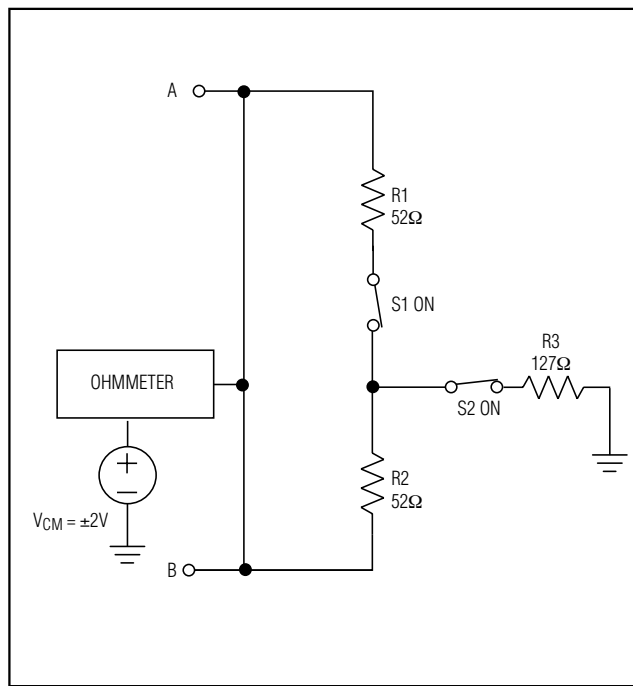 A
R1
52Ω
S1 ON
R3
127Ω
OHMMETER
S2 ON
+
−
R2
52Ω
VCM = ±2V
B